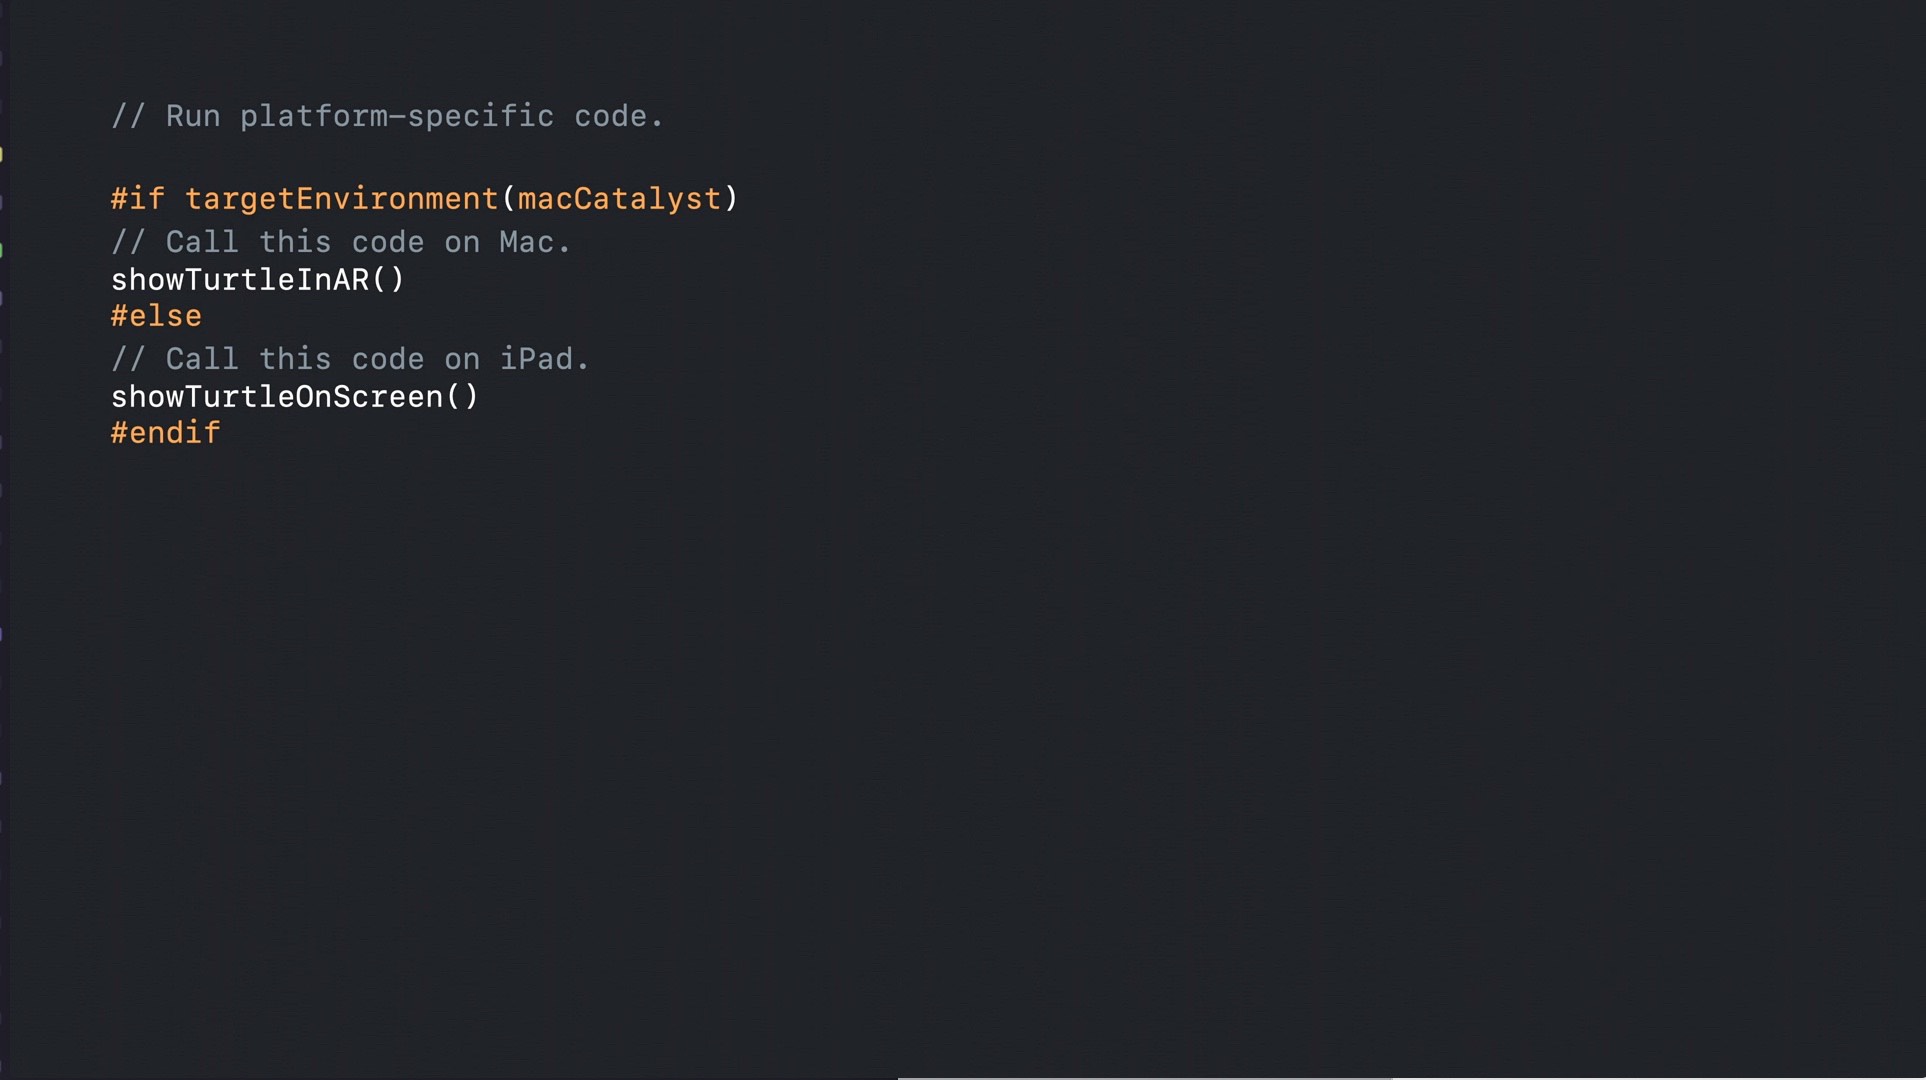 // Run platform-specific code.
#if targetEnvironment(macCatalyst)
// Call this code on Mac.
showTurtleInAR()
#else
// Call this code on iPad.
showTurtleOnScreen()
#endif